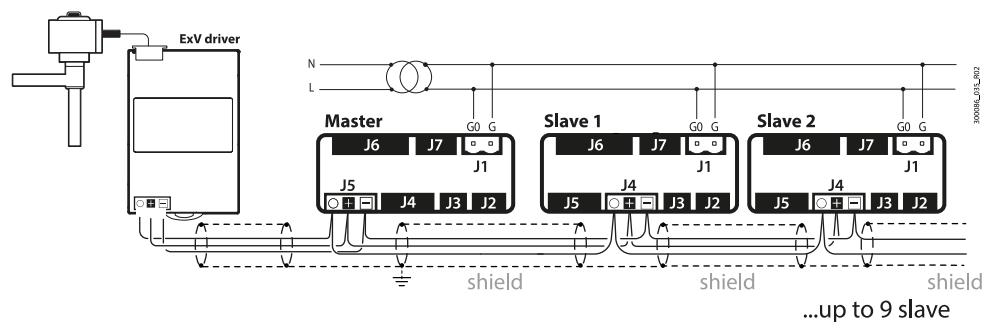 ExV driver
N
L
300086_035_R02
G0 G
G0 G
G0 G
Master
Slave 1
Slave 2
J6 J7
J1
J6 J7
J1
J6 J7
J1
J5
J4 J3 J2
J4
J5 J3 J2
J4
J5 J3 J2
shield
shield
shield
...up to 9 slave